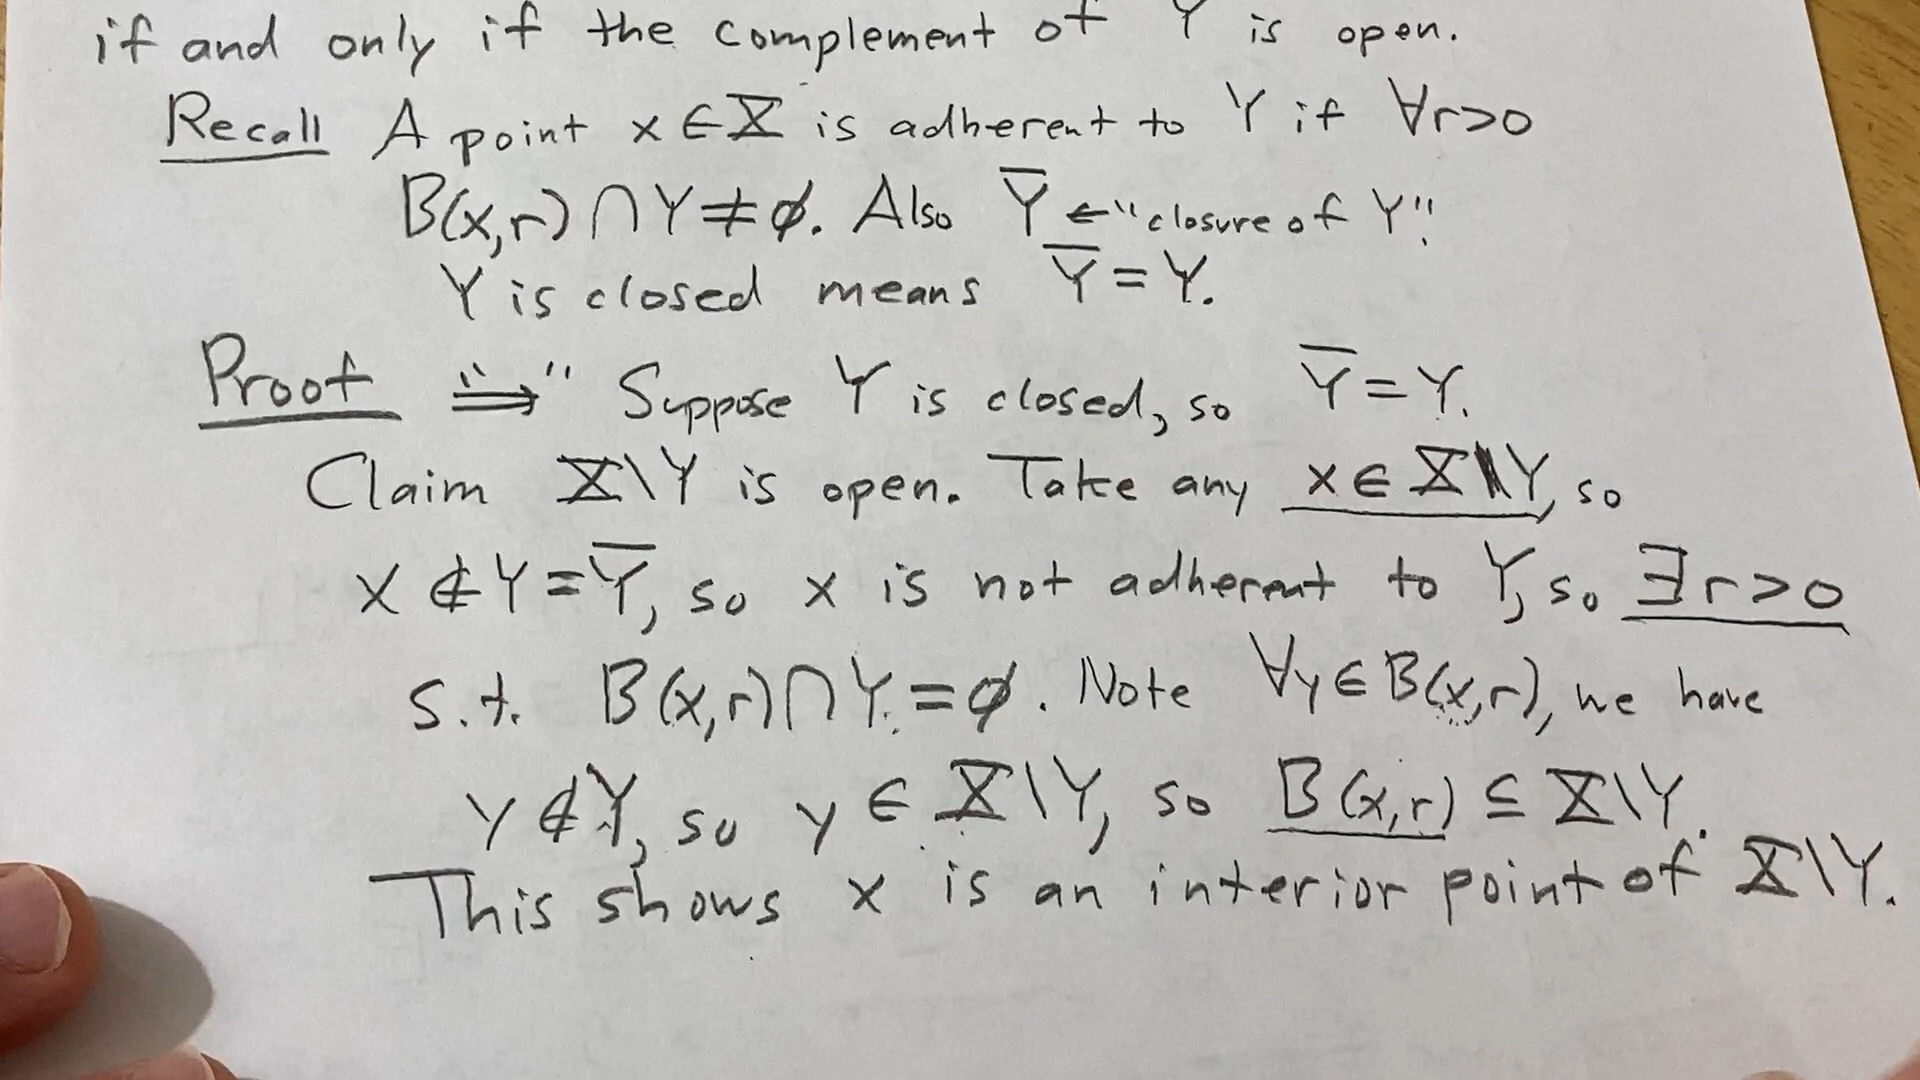 if and only if the complement of Y is open.
Recall A point x ∈ X is adherent to Y if ∀r>0
B(x,r) ∩ Y ≠ ∅. Also Y̅ ← "closure of Y".
Y is closed means Y̅ = Y.
Proof "⇒" Suppose Y is closed, so Y̅ = Y.
Claim X\Y is open. Take any x ∈ X\Y, so
x ∉ Y = Y̅, so x is not adherent to Y, so ∃r>0
s.t. B(x,r) ∩ Y = ∅. Note ∀y ∈ B(x,r), we have
y ∉ Y, so y ∈ X\Y, so B(x,r) ⊆ X\Y.
This shows x is an interior point of X\Y.